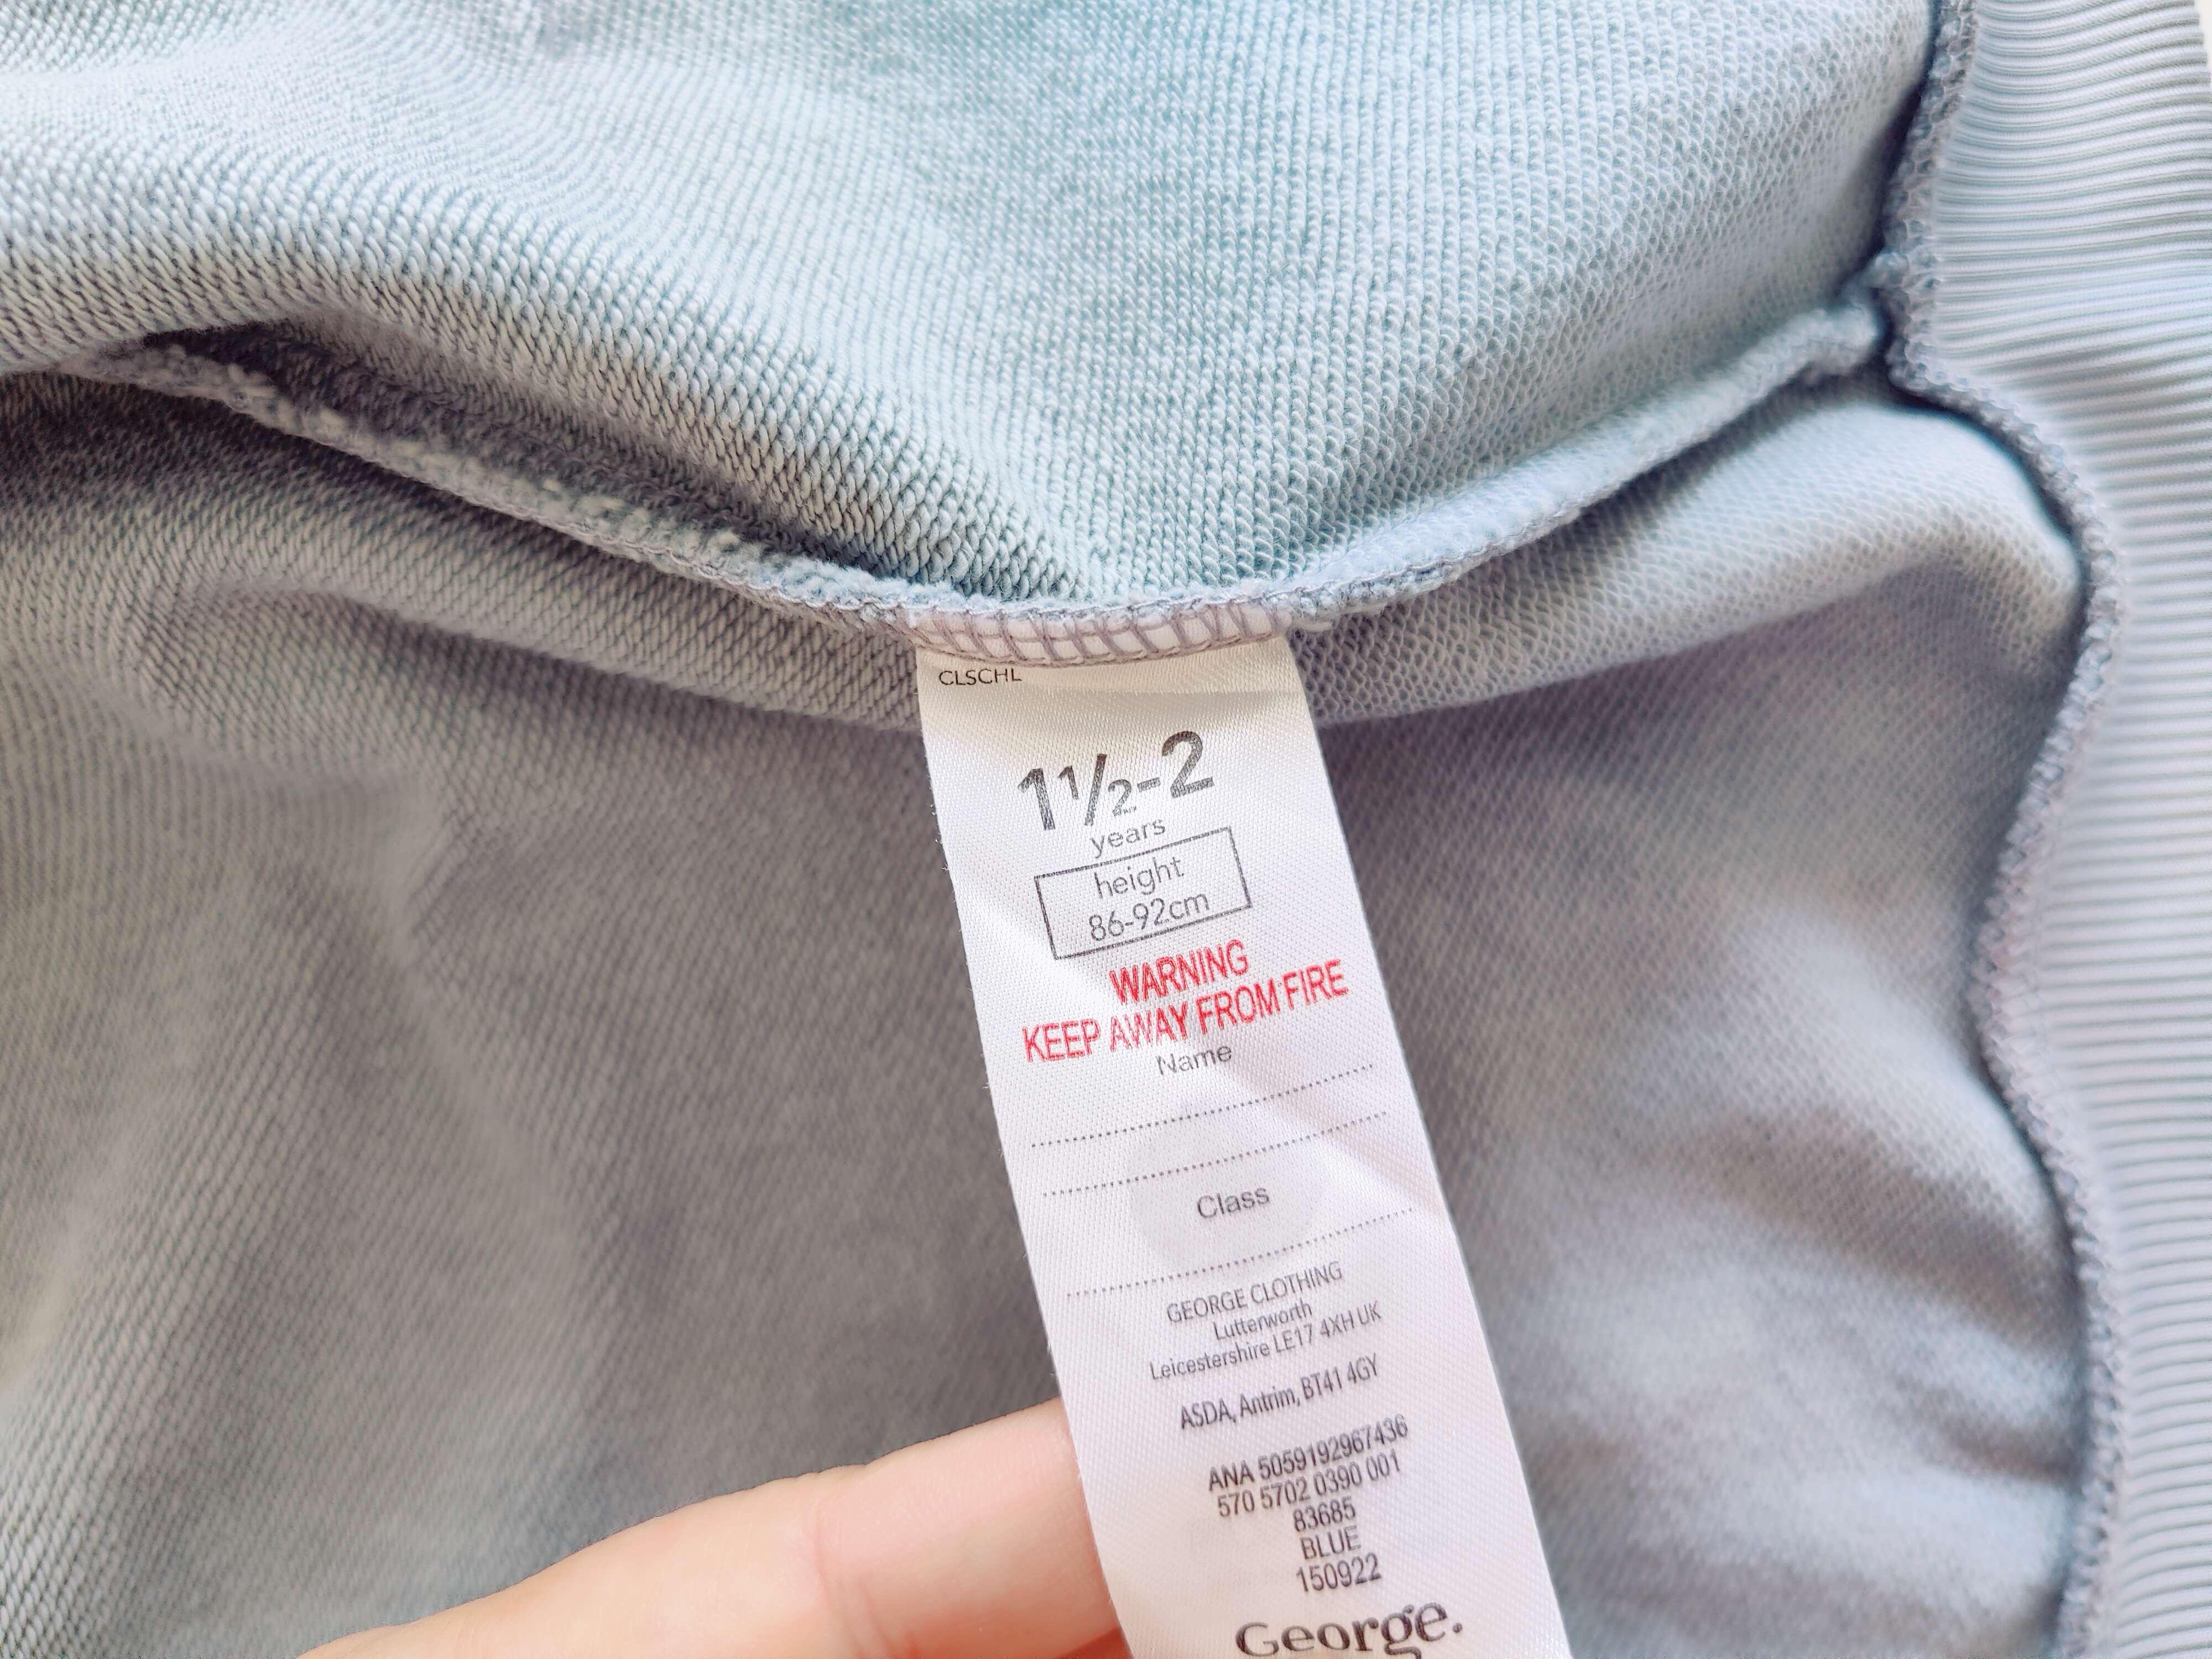 CLSCHL
1½-2
years
height
86-92cm
WARNING
KEEP AWAY FROM FIRE
Name
Class
GEORGE CLOTHING
Lutterworth
Leicestershire LE17 4XH UK
ASDA, Antrim, BT41 4GY
ANA 5059192967436
570 5702 0390 001
83685
BLUE
150922
George.